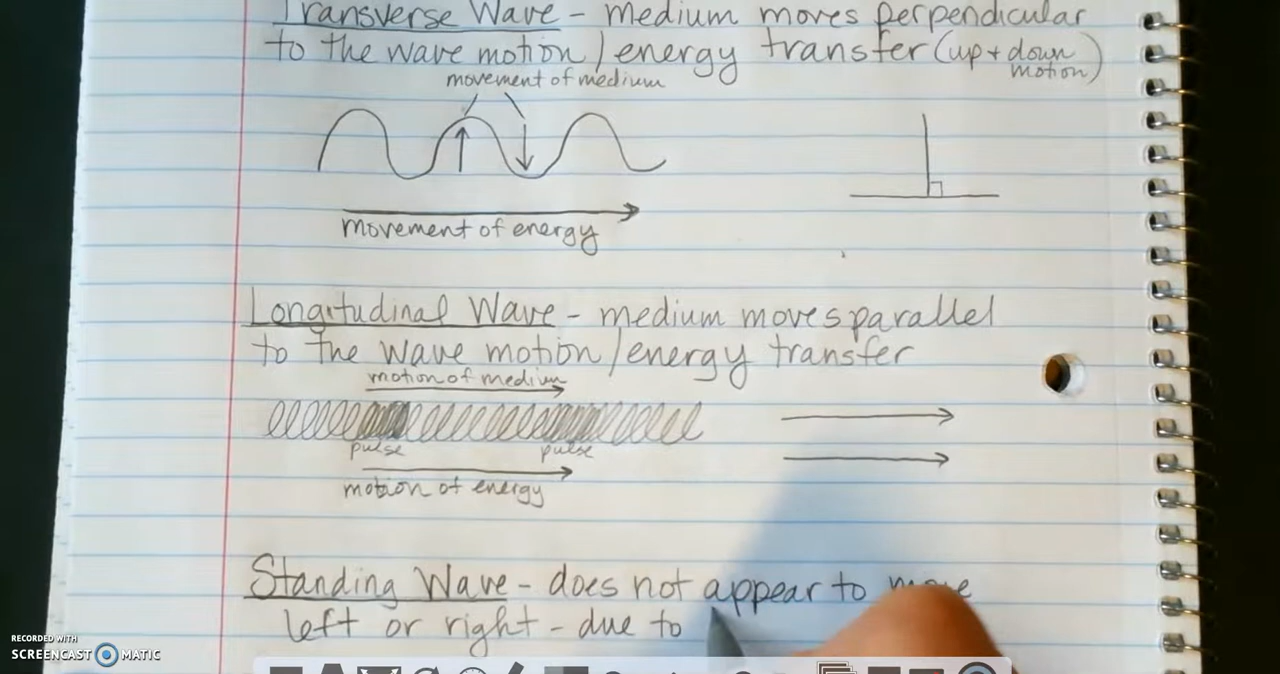 Transverse Wave - medium moves perpendicular
to the wave motion/energy transfer (up + down
motion)
movement of medium
movement of energy
Longitudinal Wave - medium moves parallel
to the wave motion/energy transfer
motion of medium
pulse pulse
motion of energy
Standing Wave - does not appear to move
left or right - due to
RECORDED WITH
SCREENCAST MATIC